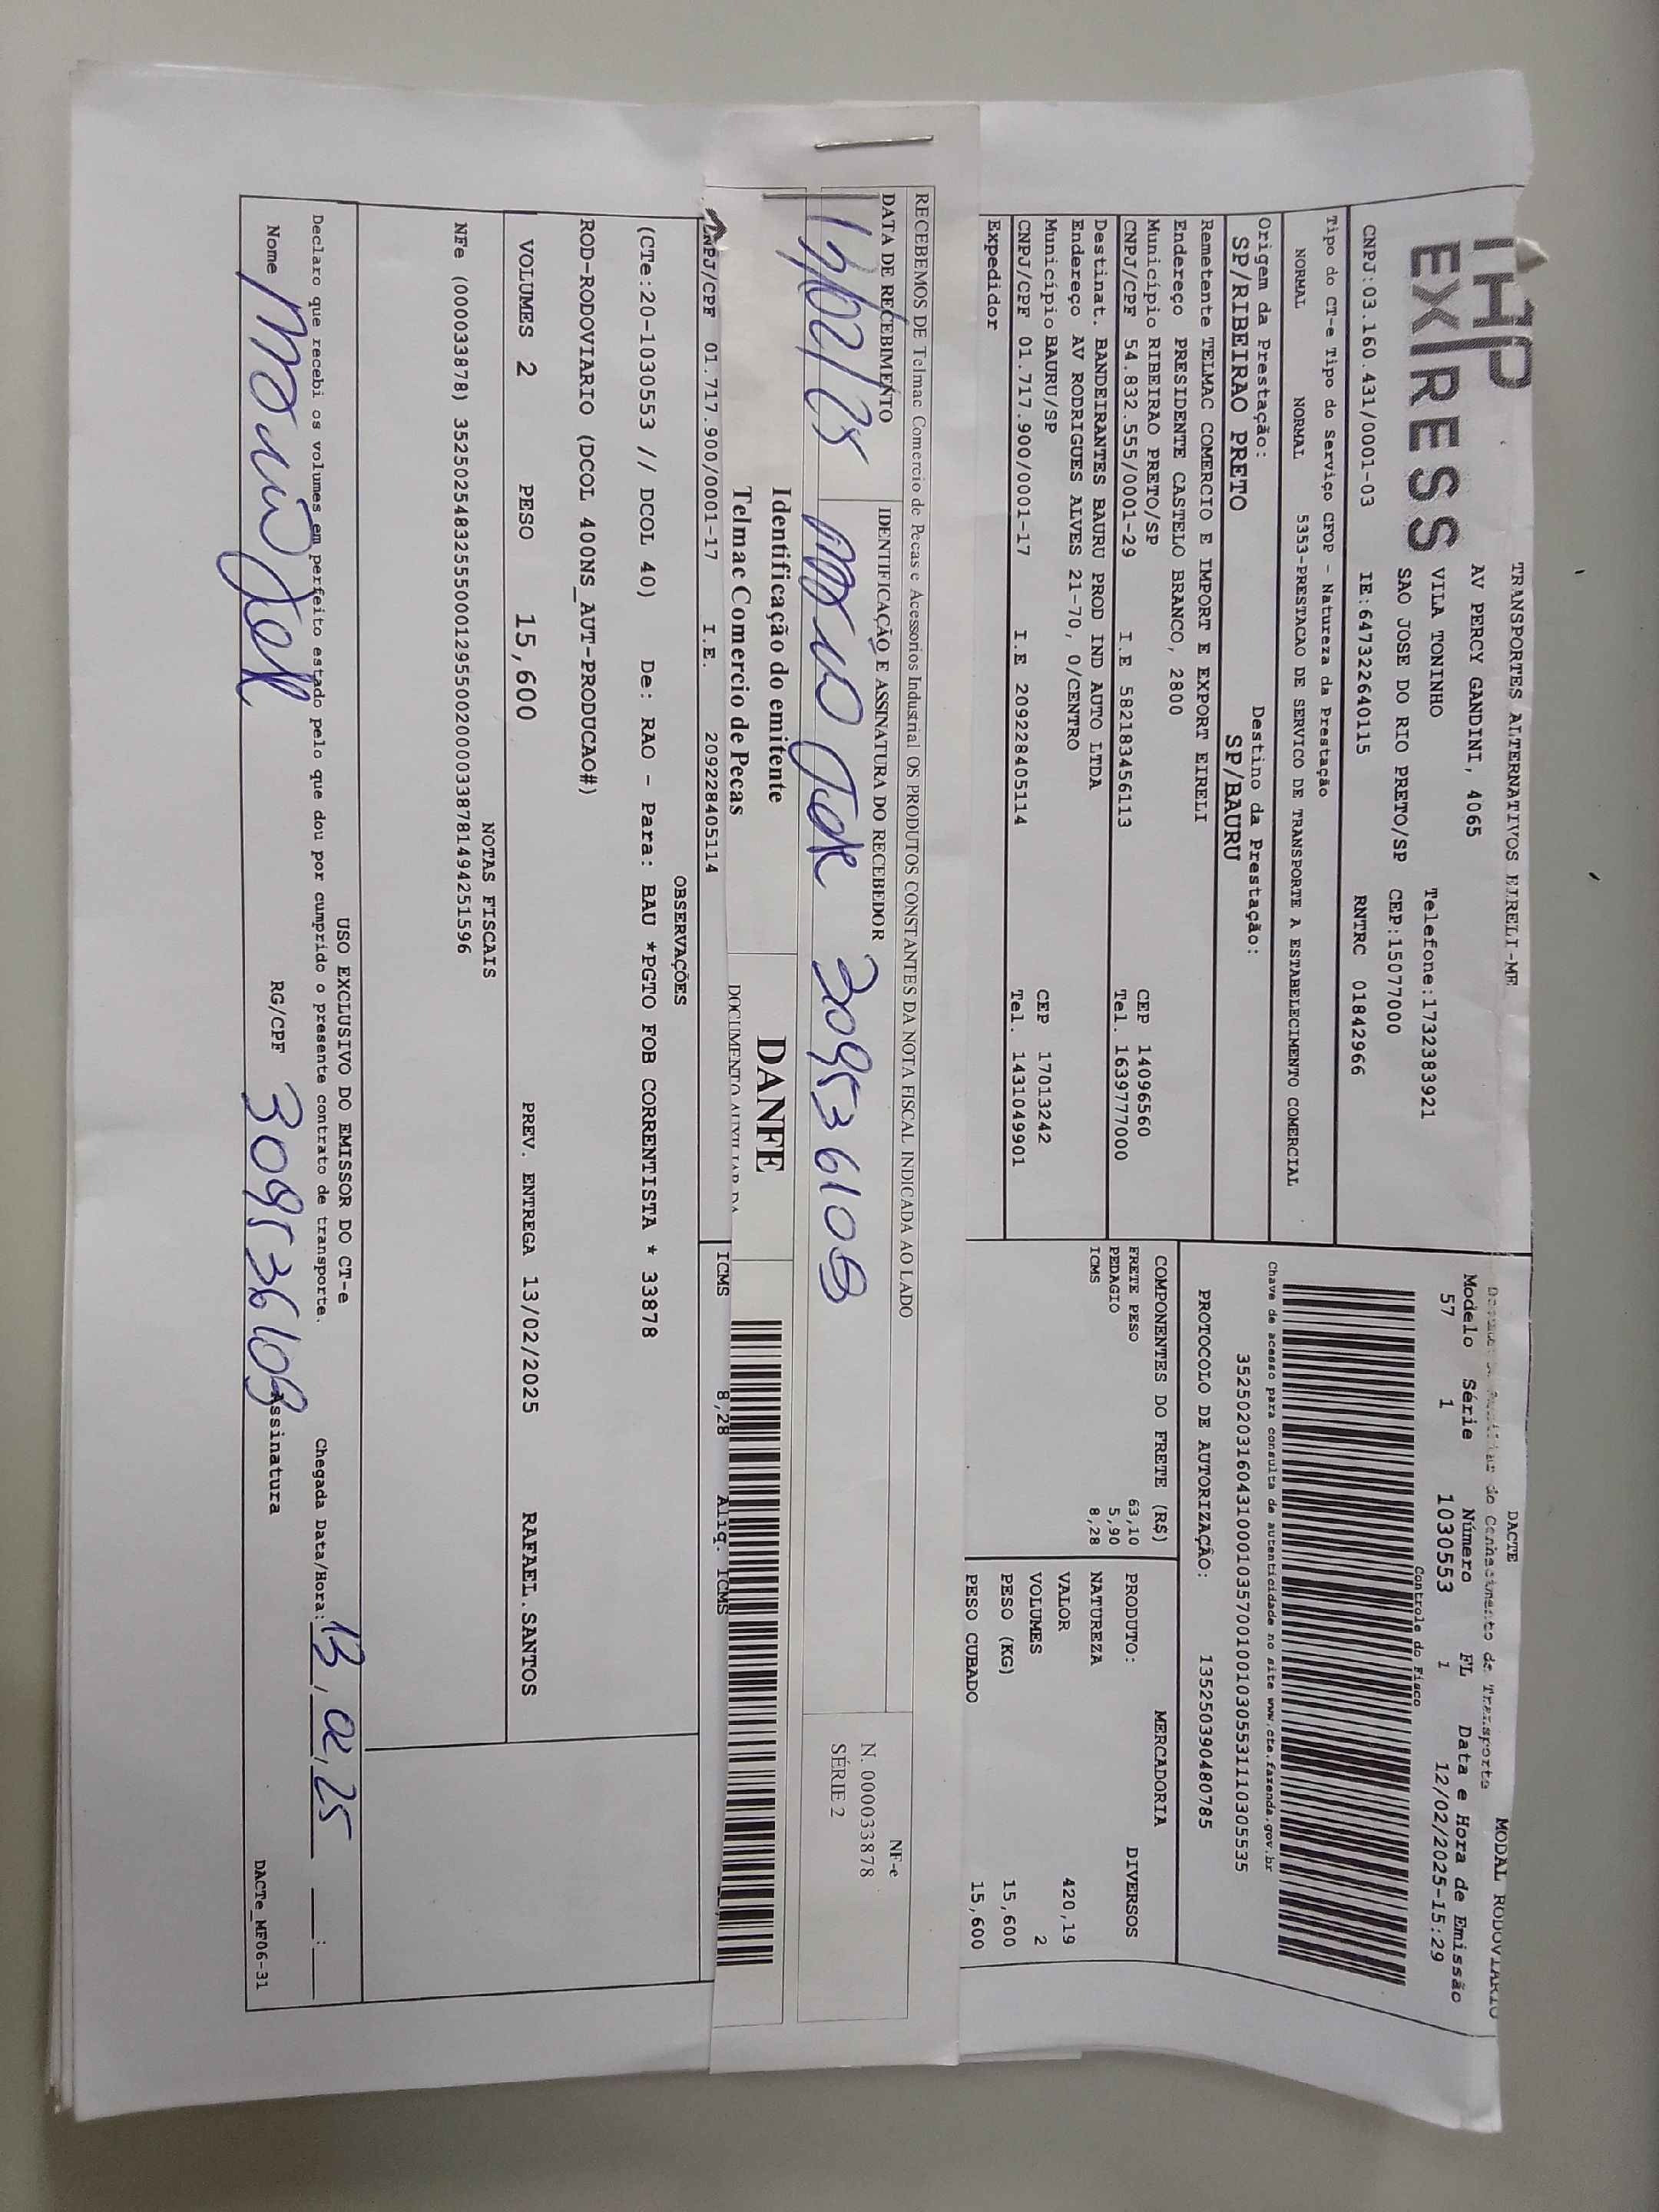 TRANSPORTES ALTERNATIVOS EIRELI-ME
EXPRESS
AV PERCY GANDINI, 4065
VILA TONINHO
Telefone:1732383921
SAO JOSE DO RIO PRETO/SP CEP:15077000
CNPJ:03.160.431/0001-03 IE:647322640115 RNTRC 01842966
Tipo do CT-e Tipo do Serviço CFOP - Natureza da Prestação
NORMAL NORMAL 5353-PRESTACAO DE SERVICO DE TRANSPORTE A ESTABELECIMENTO COMERCIAL
Origem da Prestação: Destino da Prestação:
SP/RIBEIRAO PRETO SP/BAURU
Remetente TELMAC COMERCIO E IMPORT E EXPORT EIRELI
Endereço PRESIDENTE CASTELO BRANCO, 2800
Município RIBEIRAO PRETO/SP CEP 14096560
CNPJ/CPF 54.832.555/0001-29 I.E 582183456113 Tel. 1639777000
Destinat. BANDEIRANTES BAURU PROD IND AUTO LTDA
Endereço AV RODRIGUES ALVES 21-70, 0/CENTRO
Município BAURU/SP CEP 17013242
CNPJ/CPF 01.717.900/0001-17 I.E 209228405114 Tel. 1431049901
Expedidor
DACTE MODAL RODOVIARIO
Documento Auxiliar do Conhecimento de Transporte
Modelo Série Número FL Data e Hora de Emissão
57 1 1030553 1 12/02/2025-15:29
Controle do Fisco
Chave de acesso para consulta de autenticidade no site www.cte.fazenda.gov.br
35250203160431000103570010010305531110305535
PROTOCOLO DE AUTORIZAÇÃO: 135250390480785
COMPONENTES DO FRETE (R$)
FRETE PESO 63,10
PEDAGIO 5,90
ICMS 8,28
MERCADORIA
PRODUTO: DIVERSOS
NATUREZA
VALOR 420,19
VOLUMES 2
PESO (KG) 15,600
PESO CUBADO 15,600
RECEBEMOS DE Telmac Comercio de Pecas e Acessorios Industrial OS PRODUTOS CONSTANTES DA NOTA FISCAL INDICADA AO LADO
DATA DE RECEBIMENTO IDENTIFICAÇÃO E ASSINATURA DO RECEBEDOR
30953610
NF-e
N. 000033878
SÉRIE 2
Identificação do emitente
Telmac Comercio de Pecas
DANFE
DOCUMENTO AUXILIAR DA
CNPJ/CPF 01.717.900/0001-17 I.E. 209228405114 ICMS 8,28 Aliq. ICMS
OBSERVAÇÕES
(CTe:20-1030553 // DCOL 40) De: RAO - Para: BAU *PGTO FOB CORRENTISTA * 33878
ROD-RODOVIARIO (DCOL 400NS_AUT-PRODUCAO#)
VOLUMES 2 PESO 15,600 PREV. ENTREGA 13/02/2025 RAFAEL.SANTOS
NOTAS FISCAIS
NFe (000033878) 35250254832555000129550020000338781494251596
USO EXCLUSIVO DO EMISSOR DO CT-e
Declaro que recebi os volumes em perfeito estado pelo que dou por cumprido o presente contrato de transporte. Chegada Data/Hora: 13, 02, 25 __:__
Nome RG/CPF 30953610 Assinatura
DACTe_MF06-31